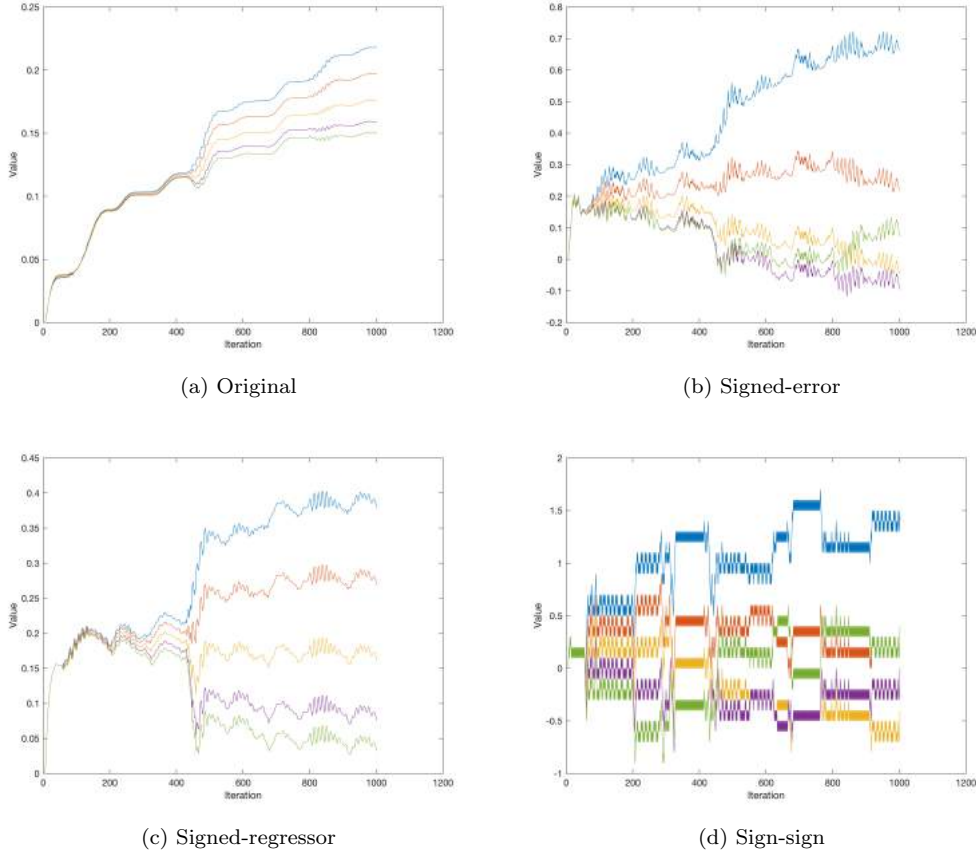 0.25
0.2
0.15
0.1
0.05
0
Value
0 200 400 600 800 1000 1200
Iteration
(a) Original
0.8
0.7
0.6
0.5
0.4
0.3
0.2
0.1
0
-0.1
-0.2
Value
0 200 400 600 800 1000 1200
Iteration
(b) Signed-error
0.45
0.4
0.35
0.3
0.25
0.2
0.15
0.1
0.05
0
Value
0 200 400 600 800 1000 1200
Iteration
(c) Signed-regressor
2
1.5
1
0.5
0
-0.5
-1
Value
0 200 400 600 800 1000 1200
Iteration
(d) Sign-sign